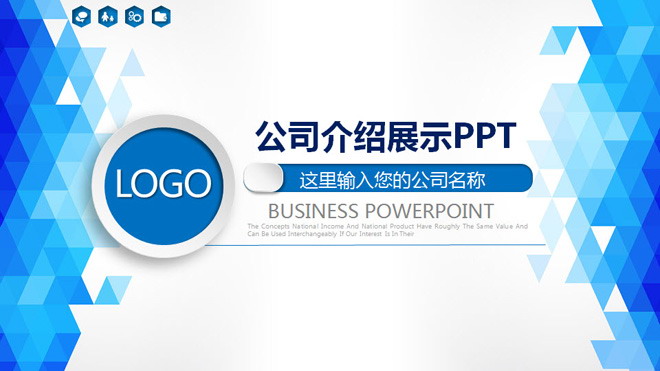 公司介绍展示PPT
LOGO
这里输入您的公司名称
BUSINESS POWERPOINT
The Concepts National Income And National Product Have Roughly The Same Value And
Can Be Used Interchangeably If Our Interest Is In Their